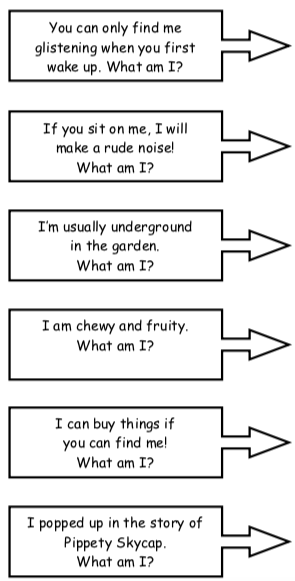 You can only find me
glistening when you first
wake up. What am I?
If you sit on me, I will
make a rude noise!
What am I?
I'm usually underground
in the garden.
What am I?
I am chewy and fruity.
What am I?
I can buy things if
you can find me!
What am I?
I popped up in the story of
Pippety Skycap.
What am I?